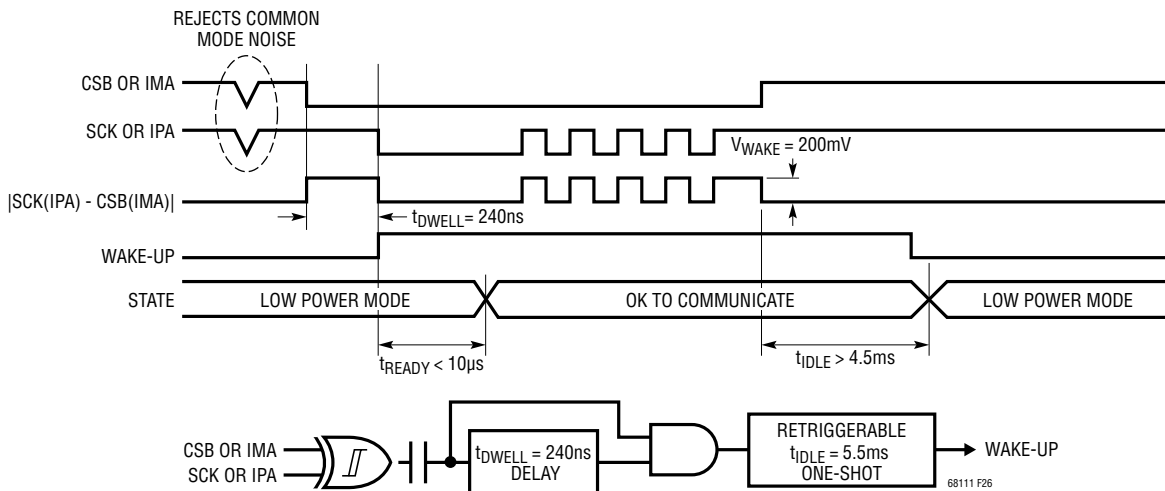 REJECTS COMMON
MODE NOISE
CSB OR IMA
SCK OR IPA
VWAKE = 200mV
|SCK(IPA) - CSB(IMA)|
tDWELL = 240ns
WAKE-UP
STATE
LOW POWER MODE
OK TO COMMUNICATE
LOW POWER MODE
tREADY < 10µs
tIDLE > 4.5ms
CSB OR IMA
SCK OR IPA
tDWELL = 240ns
DELAY
RETRIGGERABLE
tIDLE = 5.5ms
ONE-SHOT
WAKE-UP
68111 F26